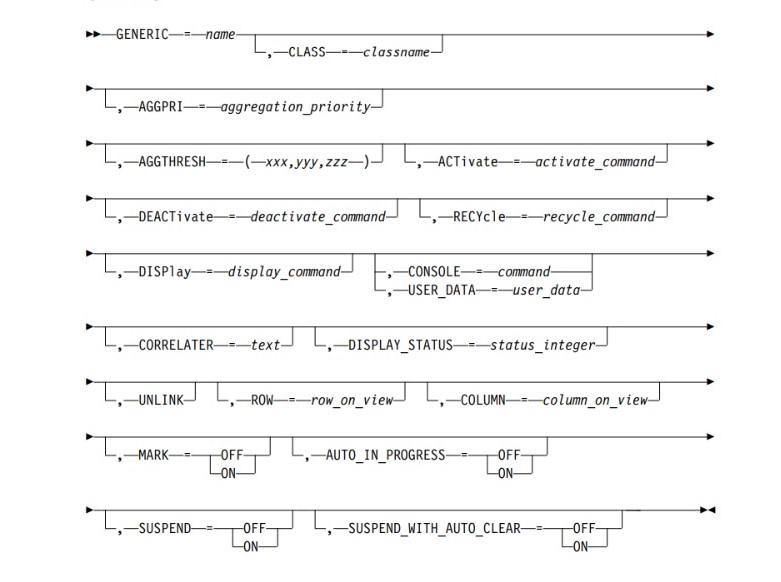 GENERIC = name
, CLASS = classname
, AGGPRI = aggregation_priority
, AGGTHRESH = ( xxx,yyy,zzz ) , ACTivate = activate_command
, DEACTivate = deactivate_command , RECYcle = recycle_command
, DISPlay = display_command , CONSOLE = command
, USER_DATA = user_data
, CORRELATER = text , DISPLAY_STATUS = status_integer
, UNLINK , ROW = row_on_view , COLUMN = column_on_view
, MARK = OFF , AUTO_IN_PROGRESS = OFF
ON ON
, SUSPEND = OFF , SUSPEND_WITH_AUTO_CLEAR = OFF
ON ON